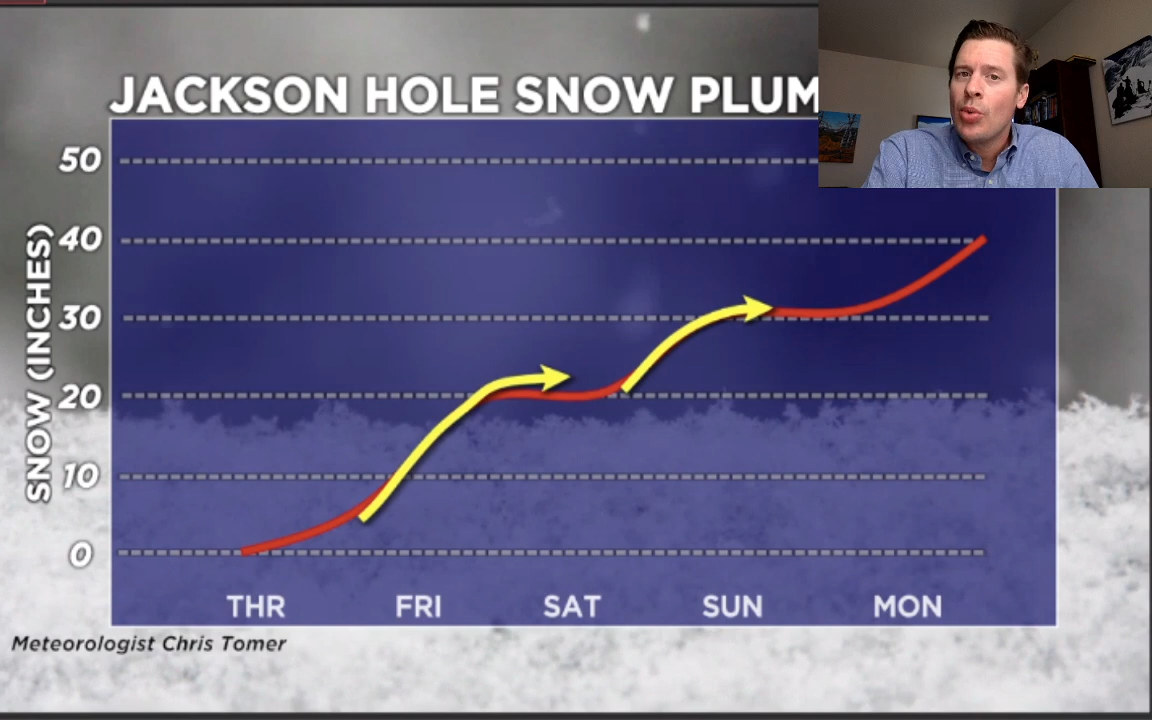 JACKSON HOLE SNOW PLUM
50
40
30
20
10
0
SNOW (INCHES)
THR FRI SAT SUN MON
Meteorologist Chris Tomer